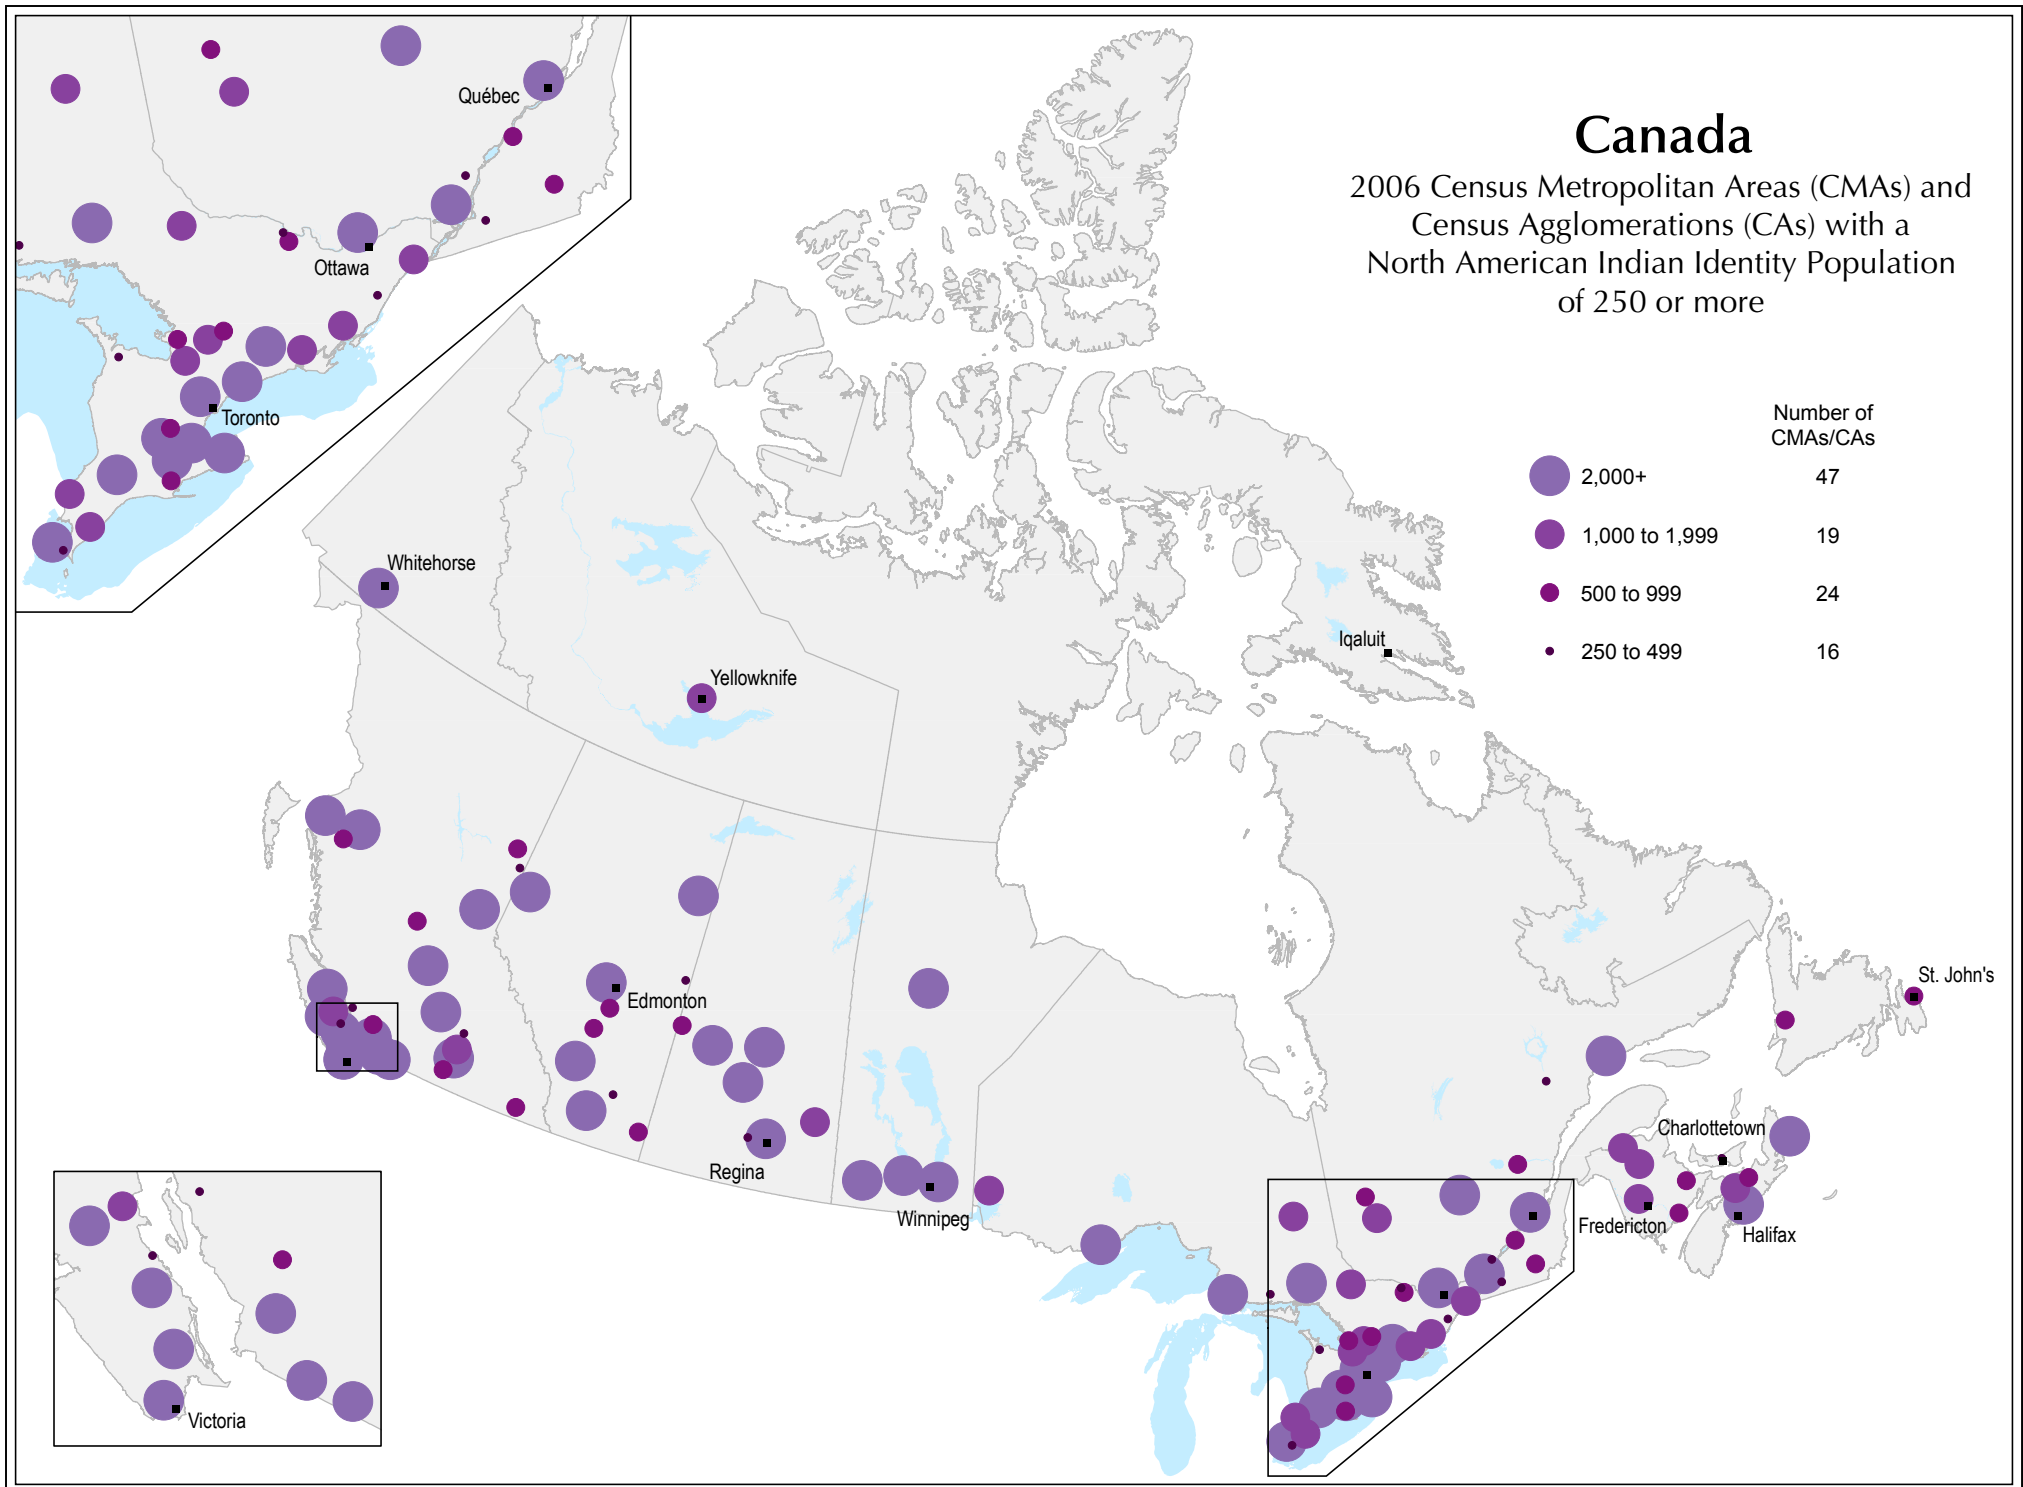 Canada
2006 Census Metropolitan Areas (CMAs) and
Census Agglomerations (CAs) with a
North American Indian Identity Population
of 250 or more
Number of
CMAs/CAs
2,000+ 47
1,000 to 1,999 19
500 to 999 24
250 to 499 16
Québec
Ottawa
Toronto
Whitehorse
Yellowknife
Iqaluit
St. John's
Edmonton
Regina
Winnipeg
Charlottetown
Fredericton
Halifax
Victoria